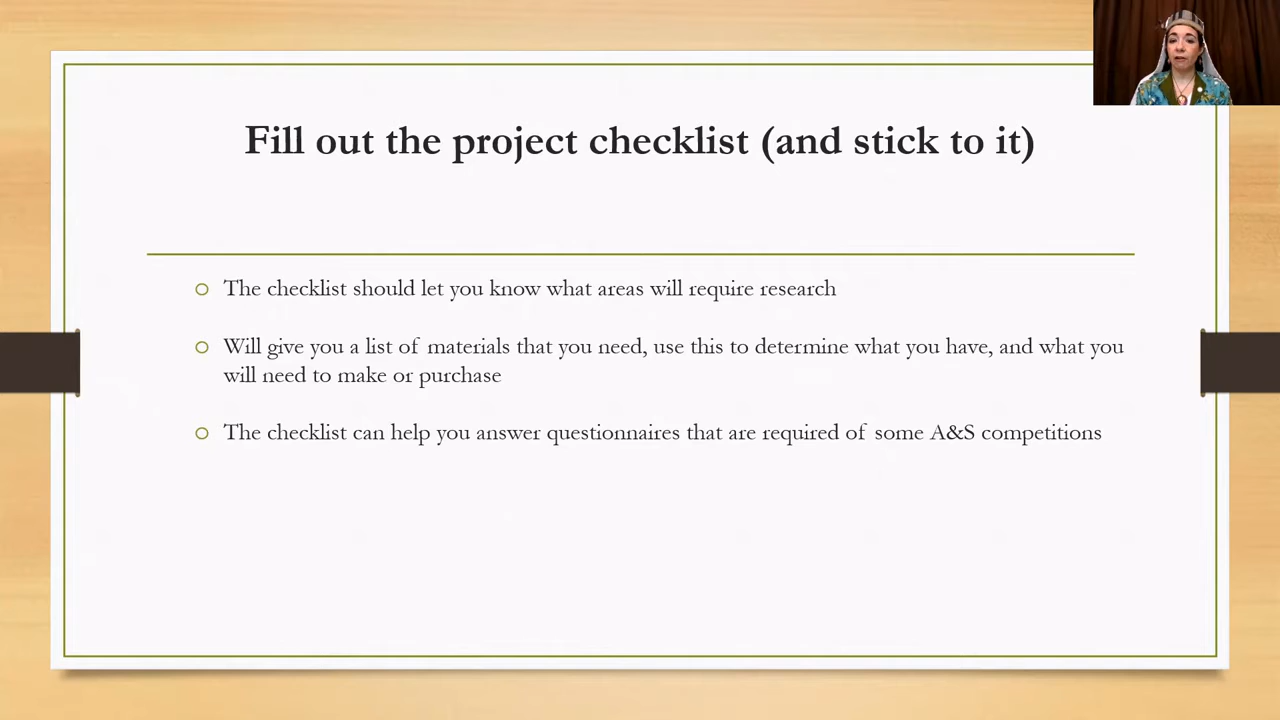 Fill out the project checklist (and stick to it)
The checklist should let you know what areas will require research
Will give you a list of materials that you need, use this to determine what you have, and what you
will need to make or purchase
The checklist can help you answer questionnaires that are required of some A&S competitions